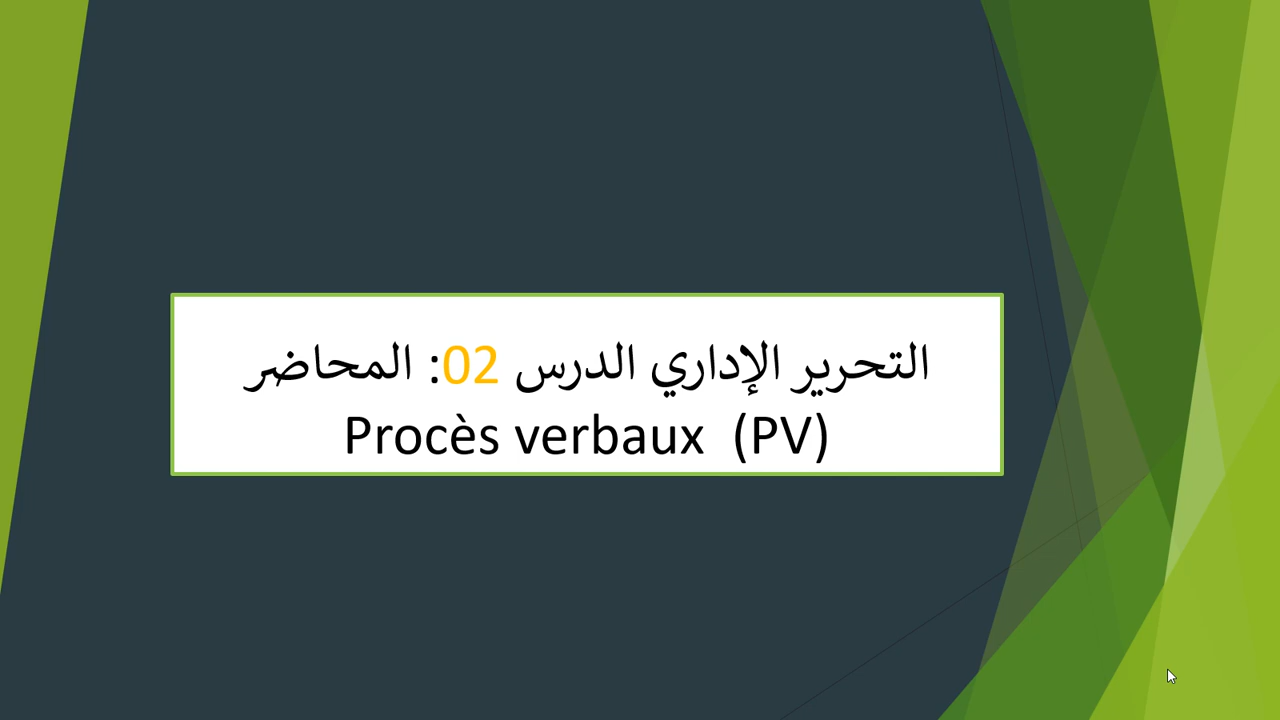 التحرير الإداري الدرس 02: المحاضر
Procès verbaux (PV)